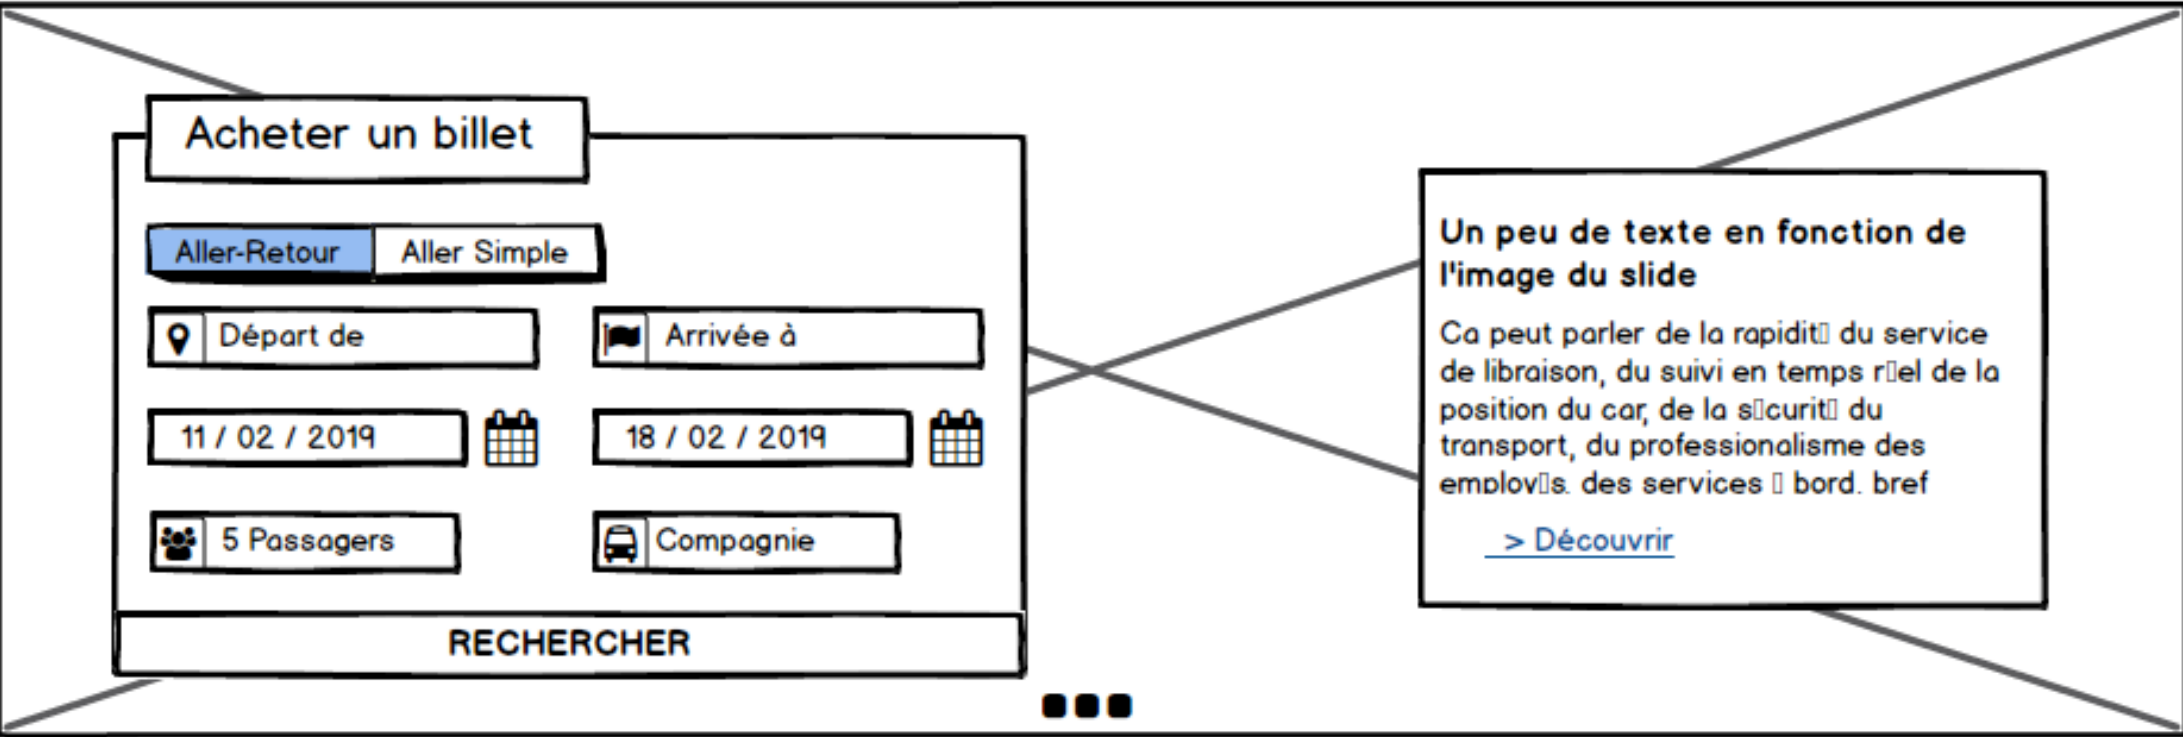 Acheter un billet
Aller-Retour Aller Simple
Départ de Arrivée à
11 / 02 / 2019 18 / 02 / 2019
5 Passagers Compagnie
RECHERCHER
Un peu de texte en fonction de
l'image du slide
Ca peut parler de la rapidit▯ du service
de libraison, du suivi en temps r▯el de la
position du car, de la s▯curit▯ du
transport, du professionalisme des
employ▯s. des services ▯ bord. bref
> Découvrir